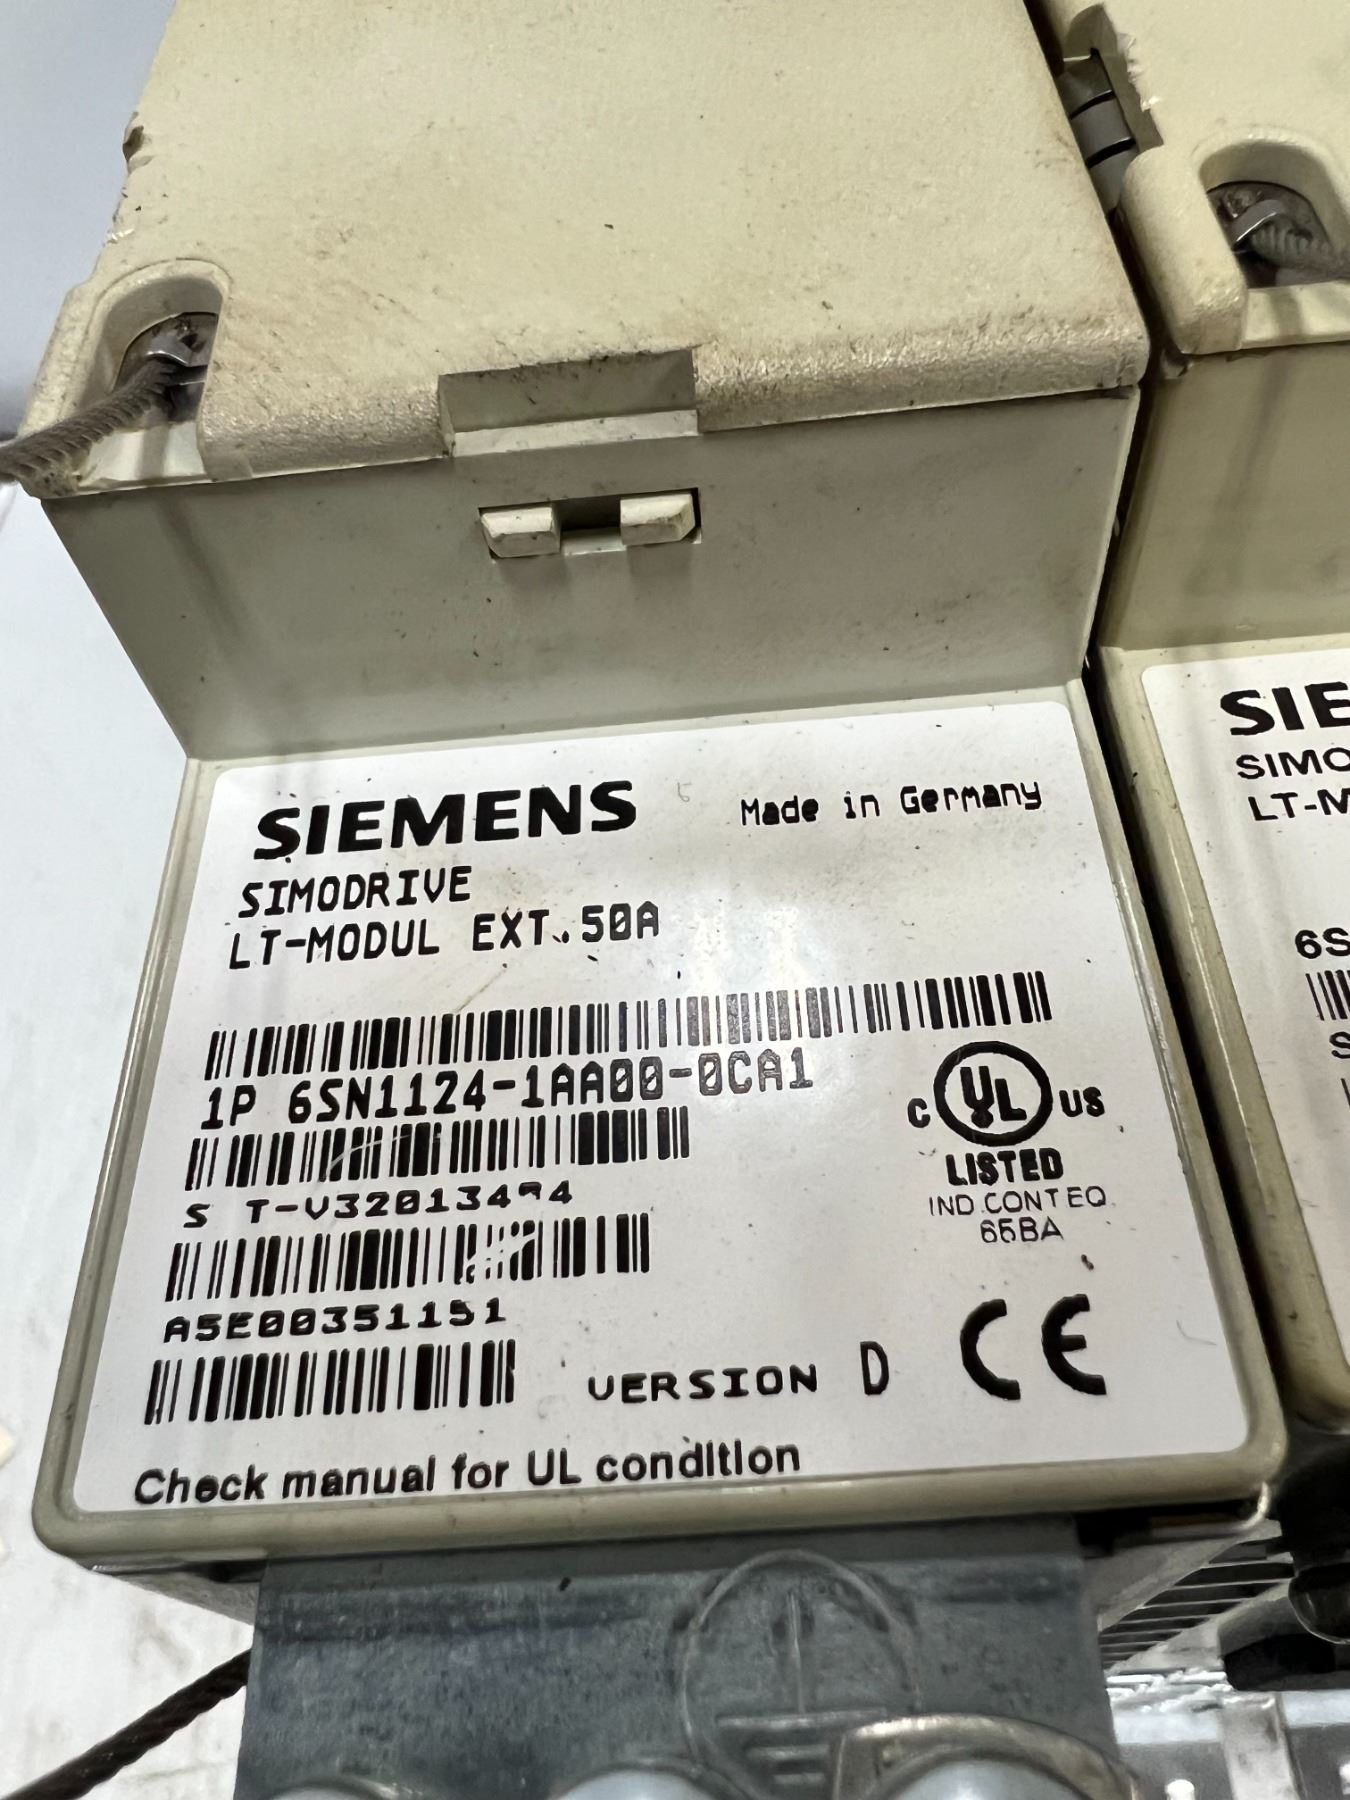 SIEMENS Made in Germany
SIMODRIVE
LT-MODUL EXT. 50A
1P 6SN1124-1AA00-0CA1
C UL US
LISTED
IND.CONT.EQ.
65BA
A5E00351151
VERSION D CE
Check manual for UL condition
SIE
SIMO
LT-M
6S
S